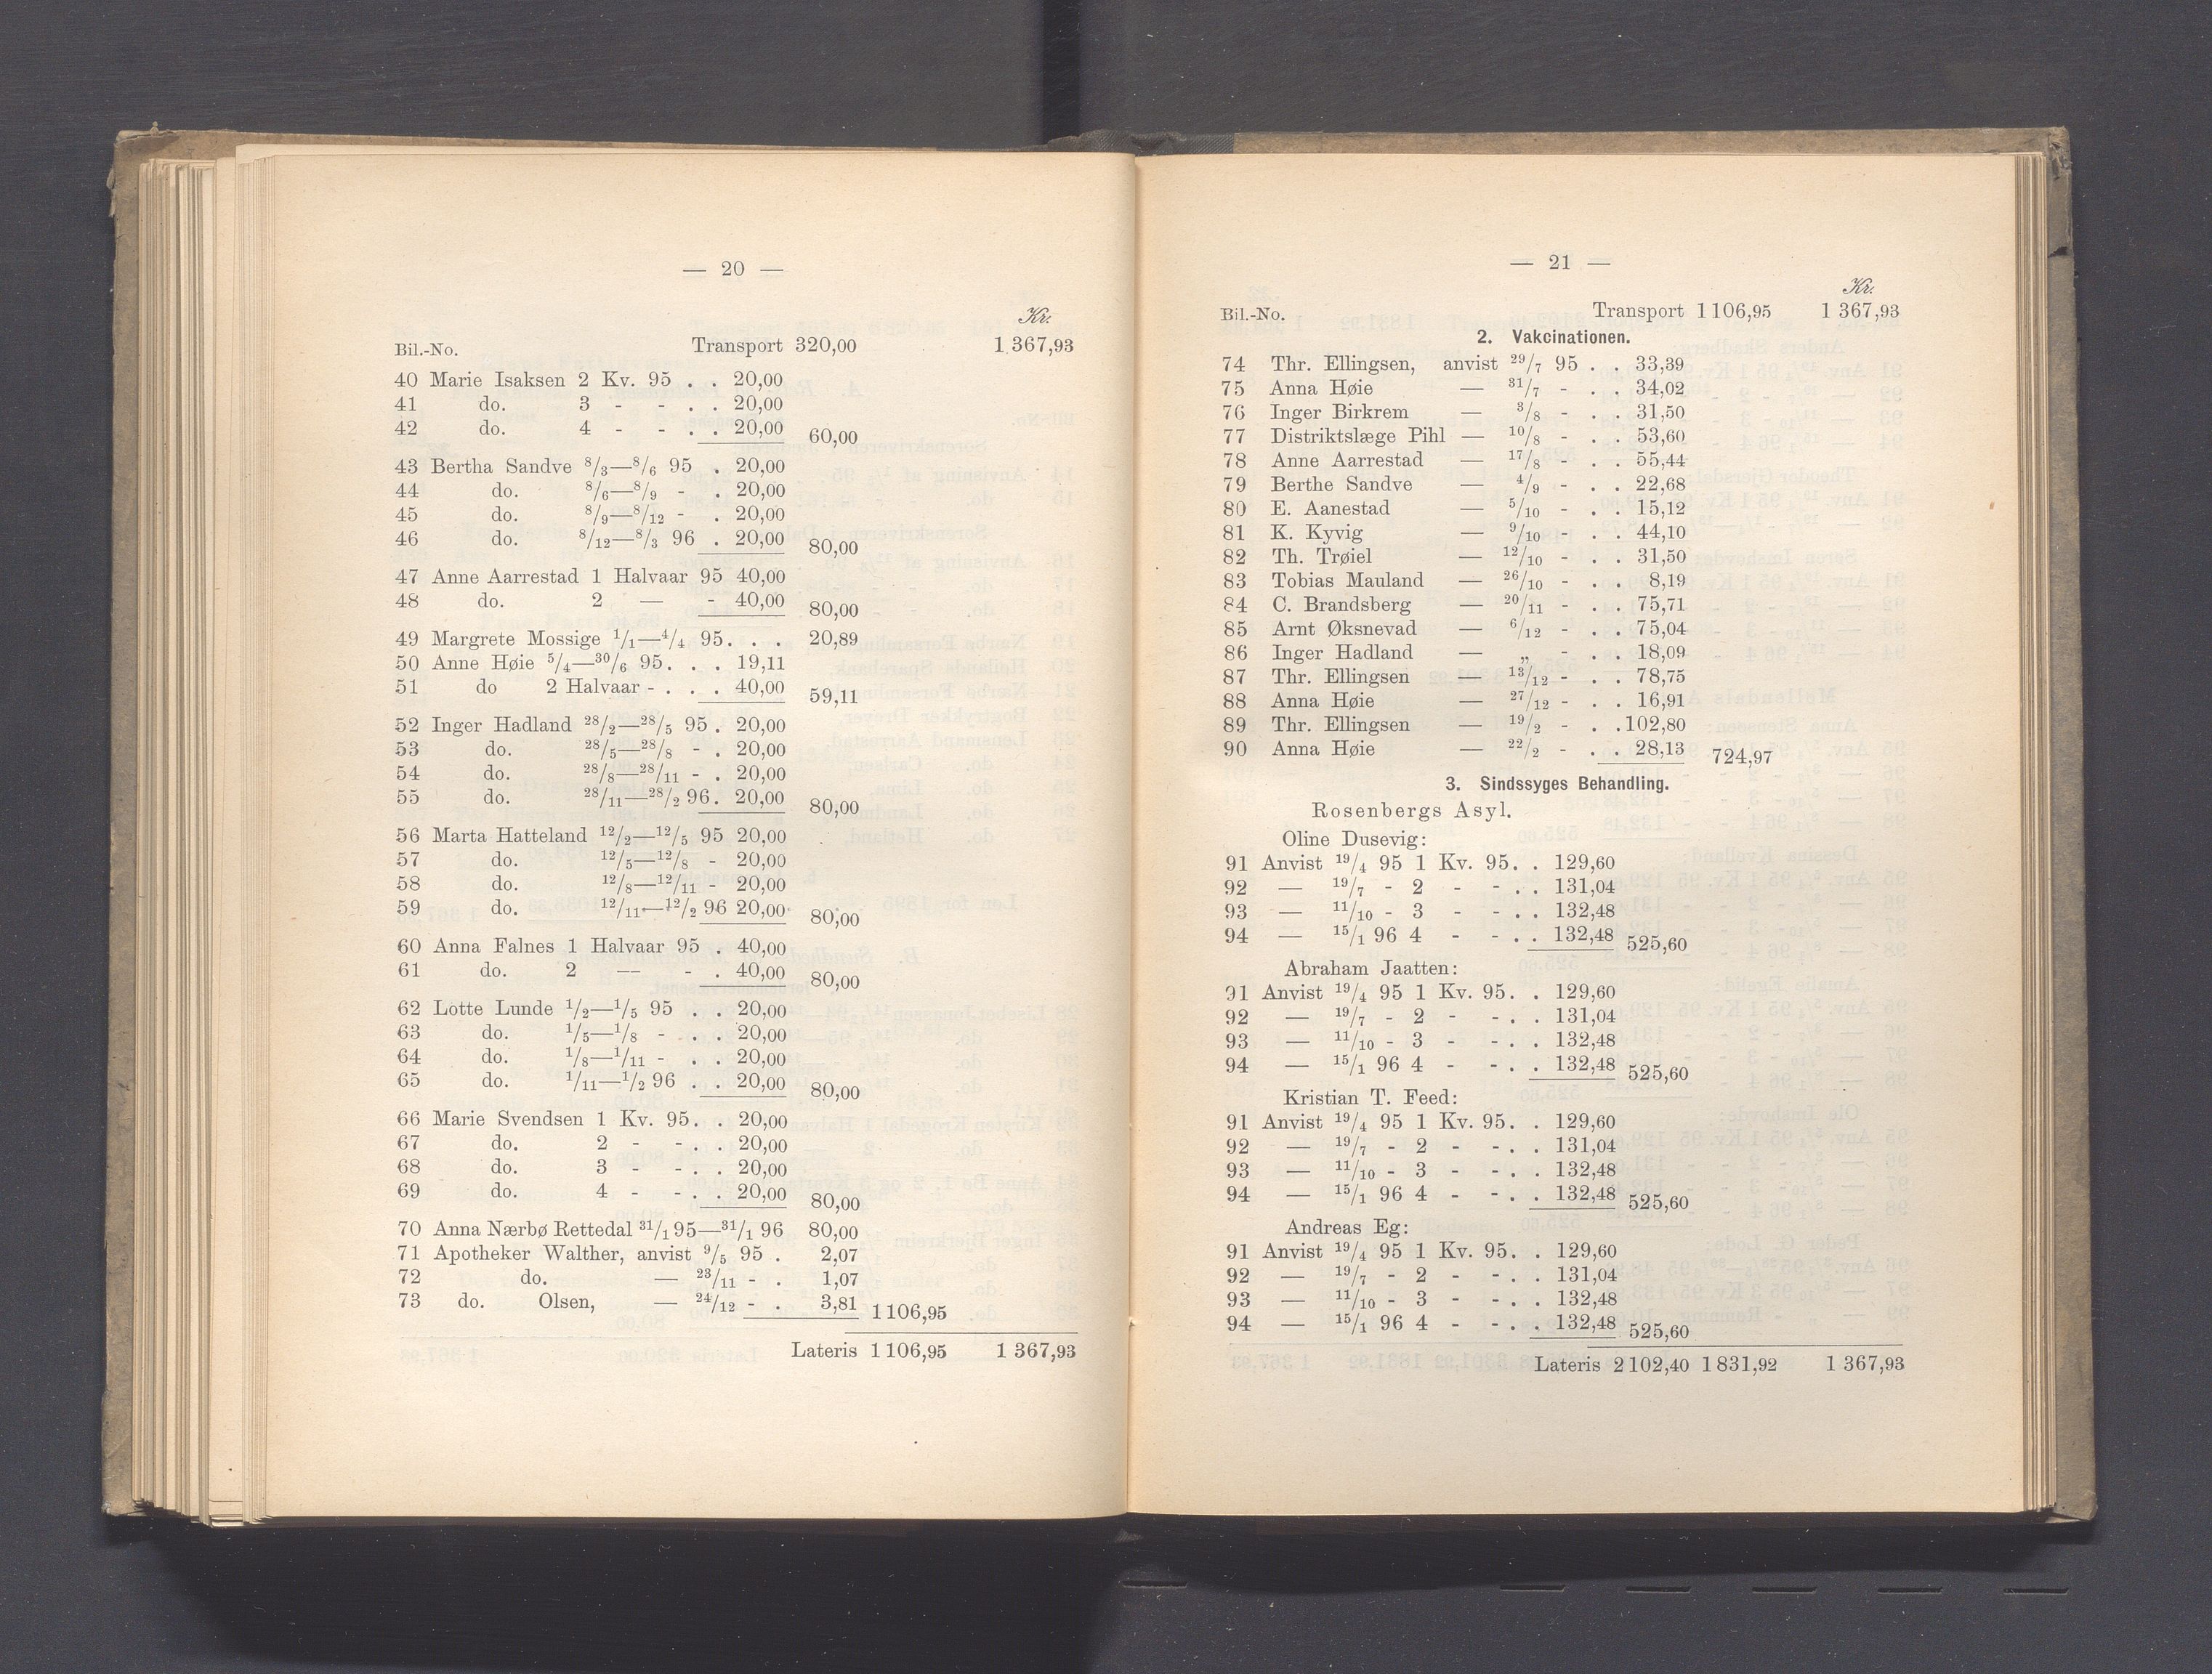 — 20 —
Kr.
Bil.-No. Transport 320,00 1 367,93
40 Marie Isaksen 2 Kv. 95 . . 20,00
41 do. 3 - - . . 20,00
42 do. 4 - - . . 20,00 60,00
43 Bertha Sandve 8/3—8/6 95 . 20,00
44 do. 8/6—8/9 - . 20,00
45 do. 8/9—8/12 - . 20,00
46 do. 8/12—8/3 96 . 20,00 80,00
47 Anne Aarrestad 1 Halvaar 95 40,00
48 do. 2 — - 40,00 80,00
49 Margrete Mossige 1/1—4/4 95. . . 20,89
50 Anne Høie 5/4—30/6 95. . . 19,11
51 do 2 Halvaar - . . . 40,00 59,11
52 Inger Hadland 28/2—28/5 95 . 20,00
53 do. 28/5—28/8 - . 20,00
54 do. 28/8—28/11 - . 20,00
55 do. 28/11—28/2 96. 20,00 80,00
56 Marta Hatteland 12/2—12/5 95 20,00
57 do. 12/5—12/8 - 20,00
58 do. 12/8—12/11 - 20,00
59 do. 12/11—12/2 96 20,00 80,00
60 Anna Falnes 1 Halvaar 95 . 40,00
61 do. 2 — - . 40,00 80,00
62 Lotte Lunde 1/2—1/5 95 . . 20,00
63 do. 1/5—1/8 - . . 20,00
64 do. 1/8—1/11 - . . 20,00
65 do. 1/11—1/2 96 . . 20,00 80,00
66 Marie Svendsen 1 Kv. 95. . 20,00
67 do. 2 - - . . 20,00
68 do. 3 - - . . 20,00
69 do. 4 - - . . 20,00 80,00
70 Anna Nærbø Rettedal 31/1 95—31/1 96 80,00
71 Apotheker Walther, anvist 9/5 95 . 2,07
72 do. — 23/11 - . 1,07
73 do. Olsen, — 24/12 - . 3,81 1 106,95
Lateris 1 106,95 1 367,93
— 21 —
Kr.
Bil.-No. Transport 1 106,95 1 367,93
2. Vakcinationen.
74 Thr. Ellingsen, anvist 29/7 95 . . 33,39
75 Anna Høie — 31/7 - . . 34,02
76 Inger Birkrem — 3/8 - . . 31,50
77 Distriktslæge Pihl — 10/8 - . . 53,60
78 Anne Aarrestad — 17/8 - . . 55,44
79 Berthe Sandve — 4/9 - . . 22,68
80 E. Aanestad — 5/10 - . . 15,12
81 K. Kyvig — 9/10 - . . 44,10
82 Th. Trøiel — 12/10 - . . 31,50
83 Tobias Mauland — 26/10 - . . 8,19
84 C. Brandsberg — 20/11 - . . 75,71
85 Arnt Øksnevad — 6/12 - . . 75,04
86 Inger Hadland — „ - . . 18,09
87 Thr. Ellingsen — 13/12 - . . 78,75
88 Anna Høie — 27/12 - . . 16,91
89 Thr. Ellingsen — 19/2 - . . 102,80
90 Anna Høie — 22/2 - . . 28,13 724,97
3. Sindssyges Behandling.
Rosenbergs Asyl.
Oline Dusevig:
91 Anvist 19/4 95 1 Kv. 95. . 129,60
92 — 19/7 - 2 - - . . 131,04
93 — 11/10 - 3 - - . . 132,48
94 — 15/1 96 4 - - . . 132,48 525,60
Abraham Jaatten:
91 Anvist 19/4 95 1 Kv. 95. . 129,60
92 — 19/7 - 2 - - . . 131,04
93 — 11/10 - 3 - - . . 132,48
94 — 15/1 96 4 - - . . 132,48 525,60
Kristian T. Feed:
91 Anvist 19/4 95 1 Kv. 95. . 129,60
92 — 19/7 - 2 - - . . 131,04
93 — 11/10 - 3 - - . . 132,48
94 — 15/1 96 4 - - . . 132,48 525,60
Andreas Eg:
91 Anvist 19/4 95 1 Kv. 95. . 129,60
92 — 19/7 - 2 - - . . 131,04
93 — 11/10 - 3 - - . . 132,48
94 — 15/1 96 4 - - . . 132,48 525,60
Lateris 2 102,40 1 831,92 1 367,93